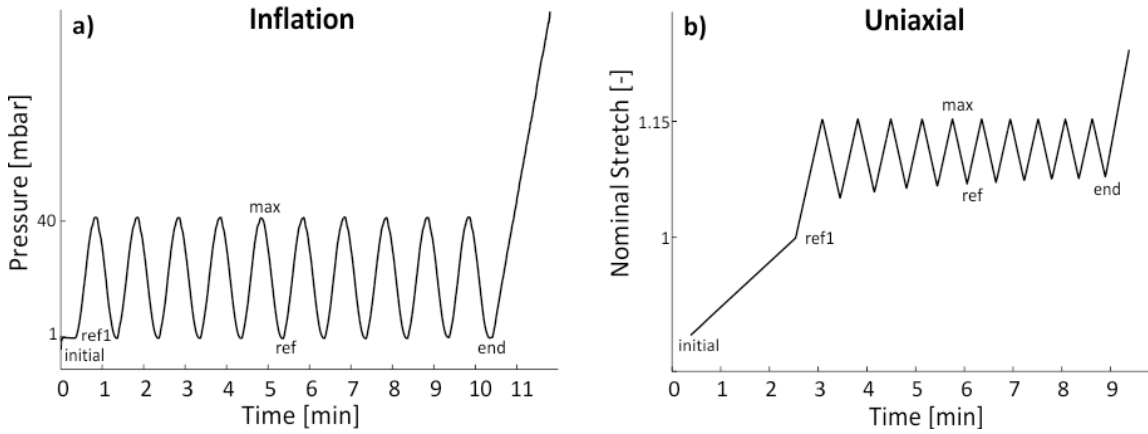 a)
Inflation
Pressure [mbar]
40
1
max
ref1
initial
ref
end
0 1 2 3 4 5 6 7 8 9 10 11
Time [min]
b)
Uniaxial
Nominal Stretch [-]
1.15
1
max
ref
end
ref1
initial
0 1 2 3 4 5 6 7 8 9
Time [min]